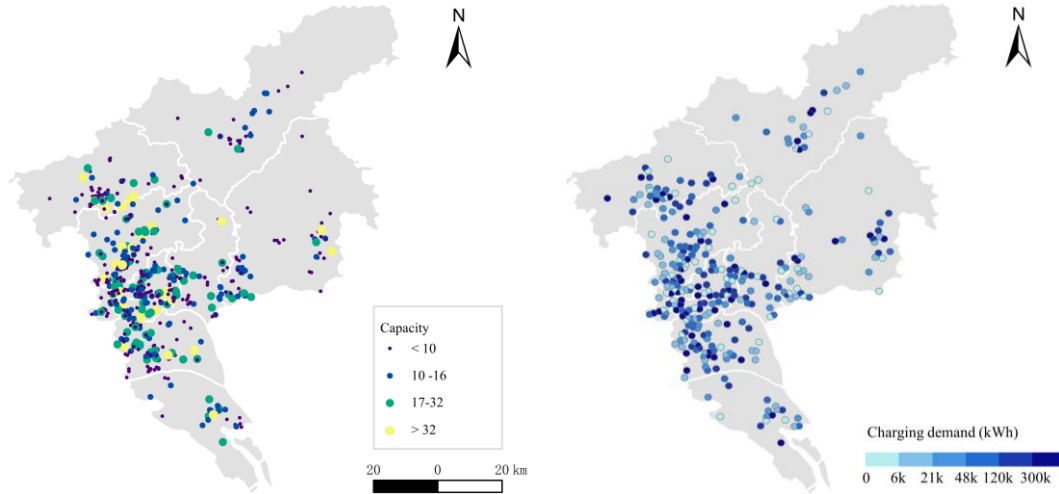 N
N
Capacity
< 10
10 -16
17-32
> 32
20 0 20 km
Charging demand (kWh)
0 6k 21k 48k 120k 300k